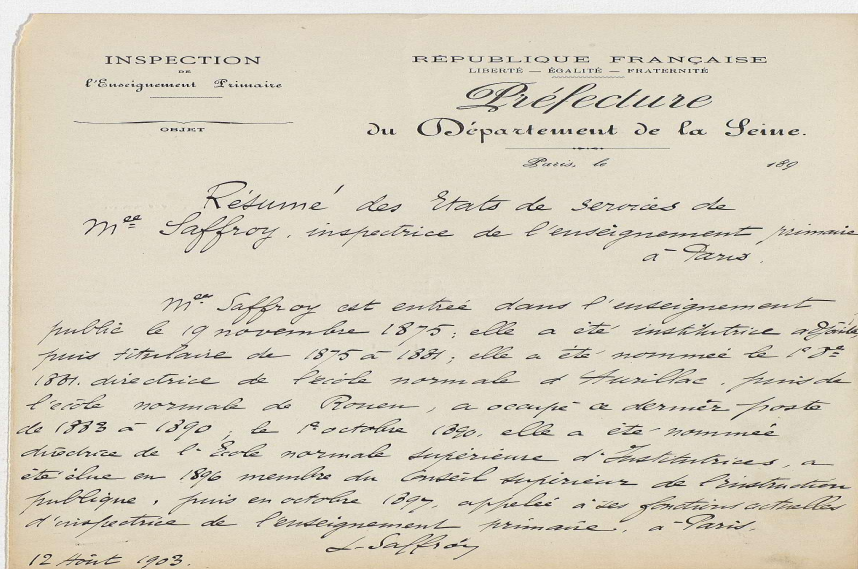 INSPECTION
DE
l'Enseignement Primaire
OBJET
RÉPUBLIQUE FRANÇAISE
LIBERTÉ — ÉGALITÉ — FRATERNITÉ
Préfecture
du Département de la Seine.
Paris, le 189
Résumé des Etats de services de
Mlle Saffroy, inspectrice de l'enseignement primaire
à Paris.
Mlle Saffroy est entrée dans l'enseignement
public le 19 novembre 1875; elle a été institutrice adjointe,
puis titulaire de 1875 à 1881; elle a été nommée le 1er 8re
1881. directrice de l'école normale d'Aurillac, puis de
l'école normale de Rouen, a occupé ce dernier poste
de 1883 à 1890, le 1er octobre 1890, elle a été nommée
directrice de l'Ecole normale supérieure d'Institutrices, a
été élue en 1896 membre du Conseil supérieur de l'instruction
publique, puis en octobre 1897, appelée à ses fonctions actuelles
d'inspectrice de l'enseignement primaire, à Paris.
L. Saffroy
12 Août 1903.